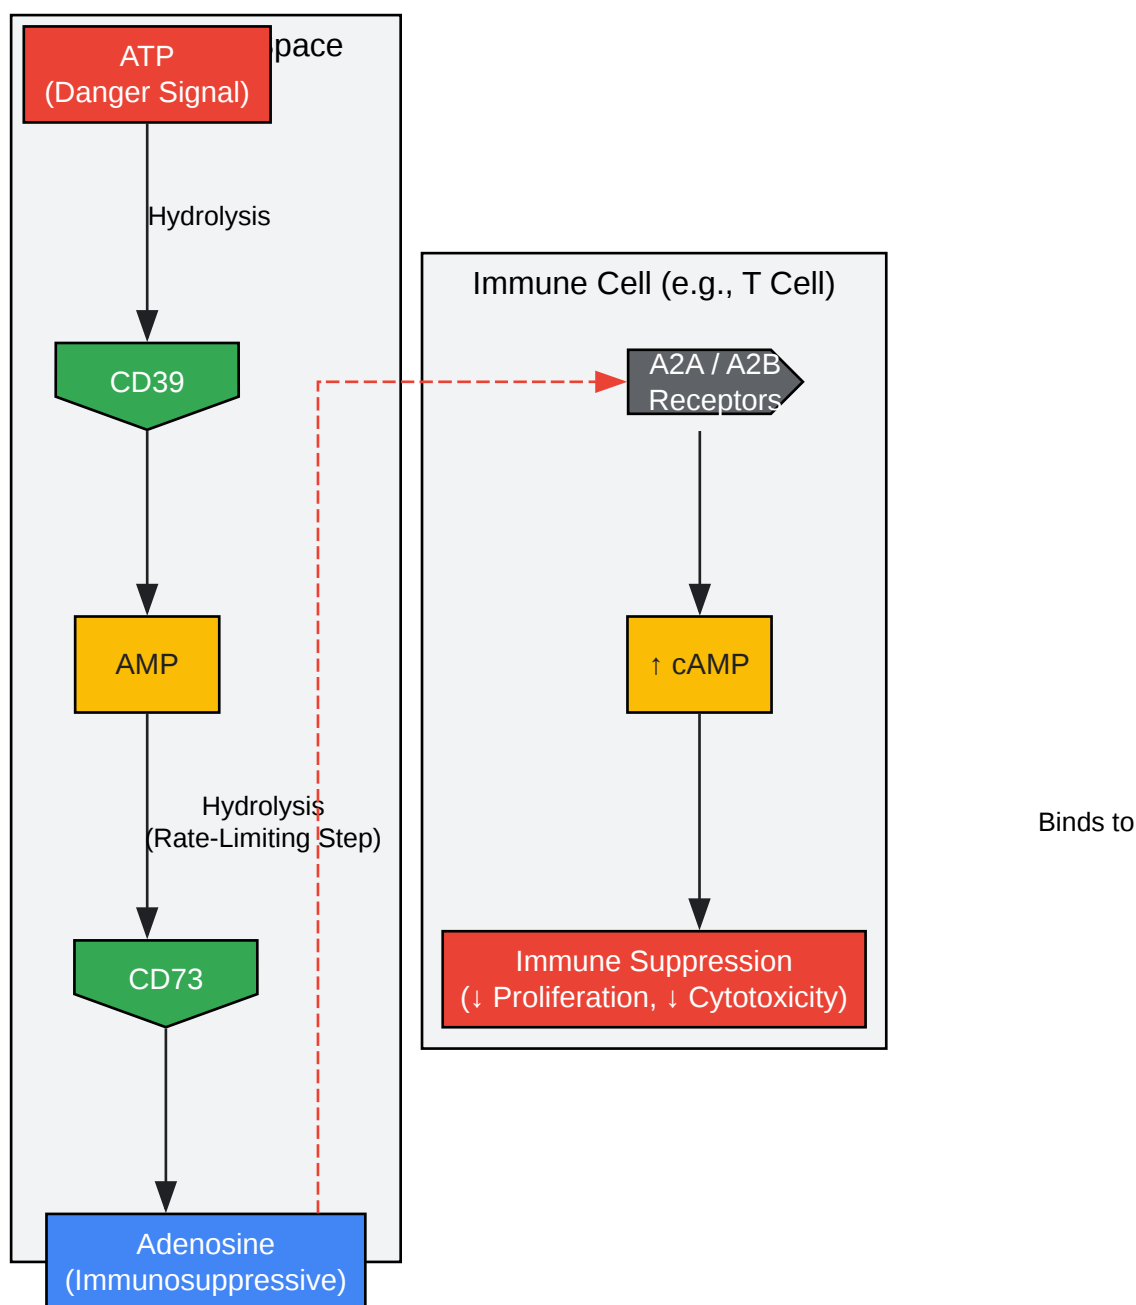 ATP
(Danger Signal)
Hydrolysis
CD39
AMP
Hydrolysis
(Rate-Limiting Step)
CD73
Adenosine
(Immunosuppressive)
Immune Cell (e.g., T Cell)
A2A / A2B
Receptors
↑ cAMP
Immune Suppression
(↓ Proliferation, ↓ Cytotoxicity)
Binds to